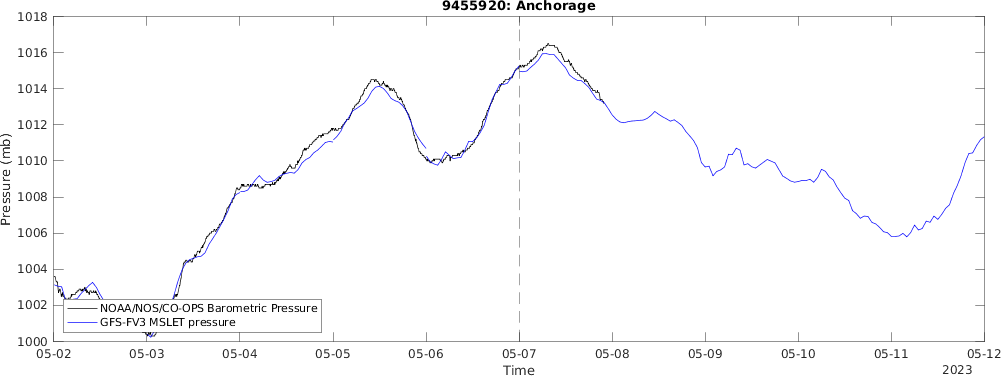 9455920: Anchorage
1018
1016
1014
1012
1010
1008
1006
1004
1002
1000
Pressure (mb)
NOAA/NOS/CO-OPS Barometric Pressure
GFS-FV3 MSLET pressure
05-02 05-03 05-04 05-05 05-06 05-07 05-08 05-09 05-10 05-11 05-12
Time
2023